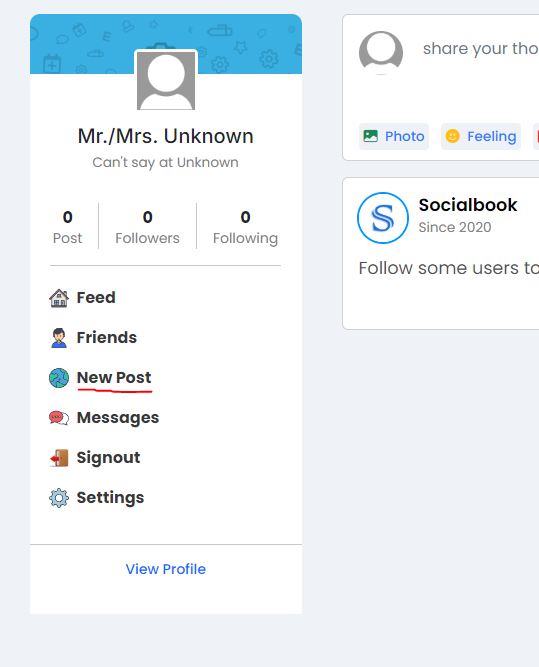 Mr./Mrs. Unknown
Can't say at Unknown
0 0 0
Post Followers Following
Feed
Friends
New Post
Messages
Signout
Settings
View Profile
share your tho
Photo Feeling
Socialbook
Since 2020
Follow some users to